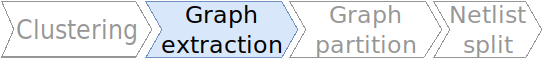 Clustering
Graph
extraction
Graph
partition
Netlist
split